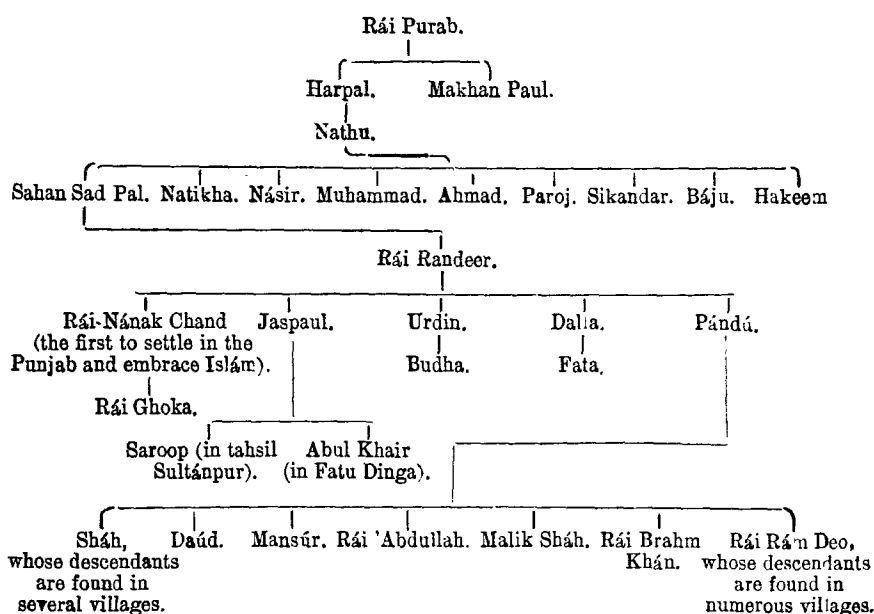 Rái Purab.
Harpal. Makhan Paul.
Nathu.
Sahan Sad Pal. Natikha. Násir. Muhammad. Ahmad. Paroj. Sikandar. Báju. Hakeem
Rái Randeer.
Rái-Nának Chand Jaspaul. Urdin. Dalla. Pándú.
(the first to settle in the
Punjab and embrace Islám). Budha. Fata.
Rái Ghoka.
Saroop (in tahsil Abul Khair
Sultánpur). (in Fatu Dinga).
Sháh, Daúd. Mansúr. Rái 'Abdullah. Malik Sháh. Rái Brahm Rái Rám Deo,
whose descendants Khán. whose descendants
are found in are found in
several villages. numerous villages.